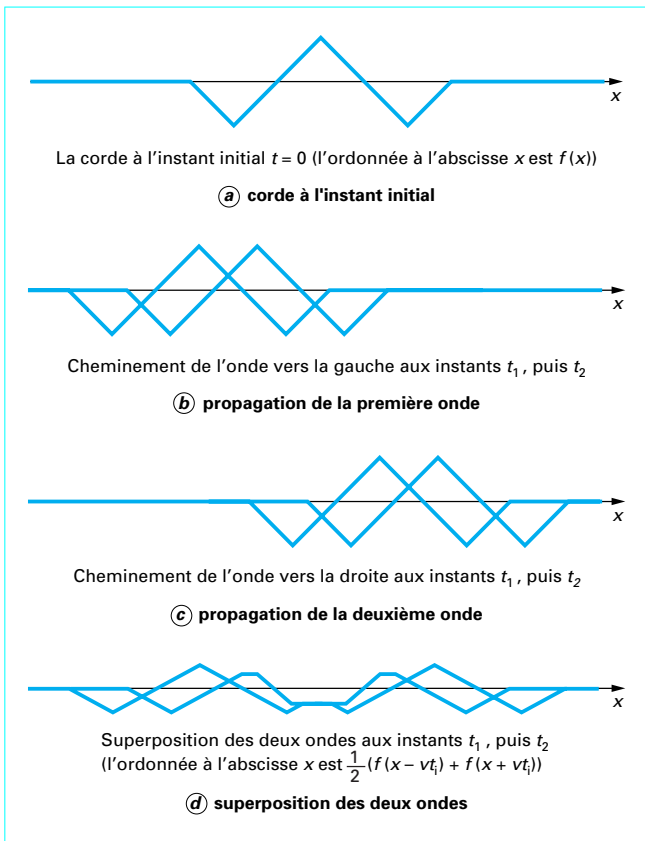 x
La corde à l'instant initial t = 0 (l'ordonnée à l'abscisse x est f (x))
a corde à l'instant initial
x
Cheminement de l'onde vers la gauche aux instants t1 , puis t2
b propagation de la première onde
x
Cheminement de l'onde vers la droite aux instants t1 , puis t2
c propagation de la deuxième onde
x
Superposition des deux ondes aux instants t1 , puis t2
(l'ordonnée à l'abscisse x est 1/2 (f (x – vti) + f (x + vti))
d superposition des deux ondes